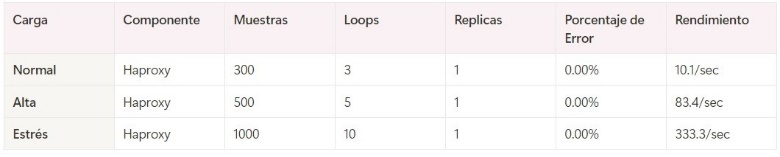 Carga Componente Muestras Loops Replicas Porcentaje de Rendimiento
Error
Normal Haproxy 300 3 1 0.00% 10.1/sec
Alta Haproxy 500 5 1 0.00% 83.4/sec
Estrés Haproxy 1000 10 1 0.00% 333.3/sec